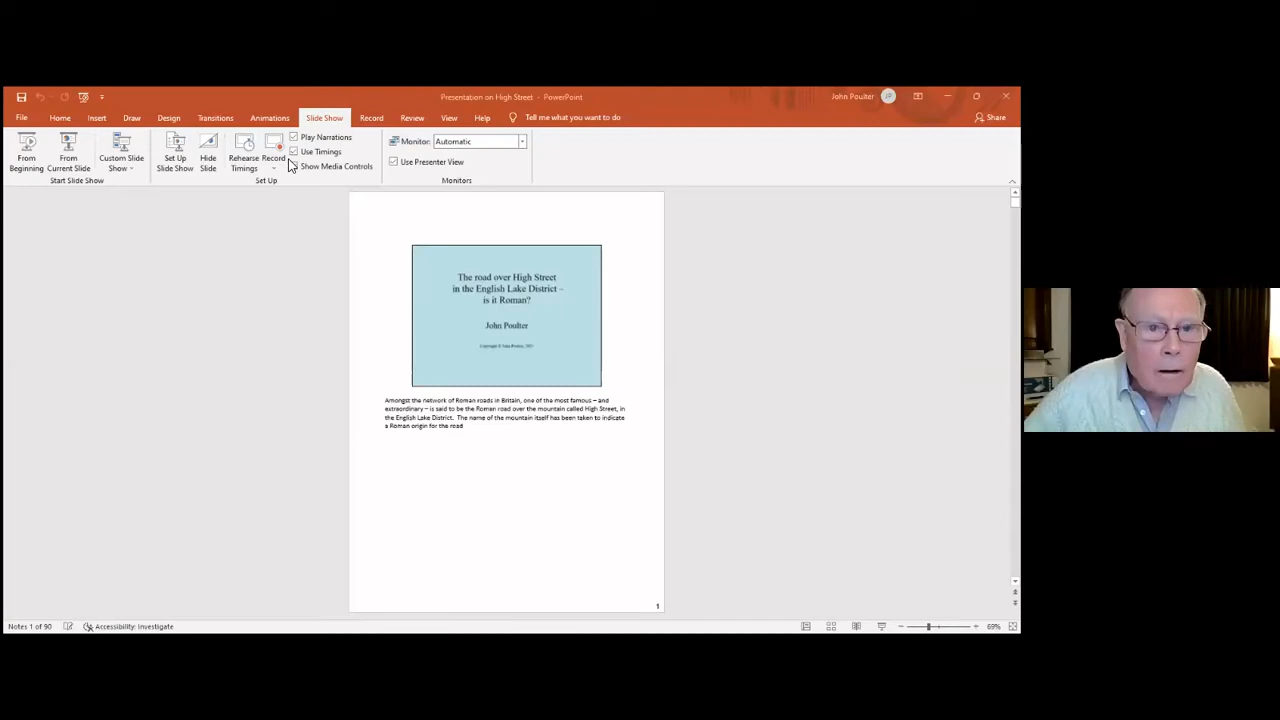 Presentation on High Street - PowerPoint
John Poulter
JP
File
Home
Insert
Draw
Design
Transitions
Animations
Slide Show
Record
Review
View
Help
Tell me what you want to do
Share
From Beginning
From Current Slide
Custom Slide Show
Start Slide Show
Set Up Slide Show
Hide Slide
Rehearse Timings
Record
Play Narrations
Use Timings
Show Media Controls
Set Up
Monitor:
Automatic
Use Presenter View
Monitors
The road over High Street
in the English Lake District –
is it Roman?
John Poulter
Copyright © John Poulter, 2021
Amongst the network of Roman roads in Britain, one of the most famous – and
extraordinary – is said to be the Roman road over the mountain called High Street, in
the English Lake District. The name of the mountain itself has been taken to indicate
a Roman origin for the road
1
Notes 1 of 90
Accessibility: Investigate
69%